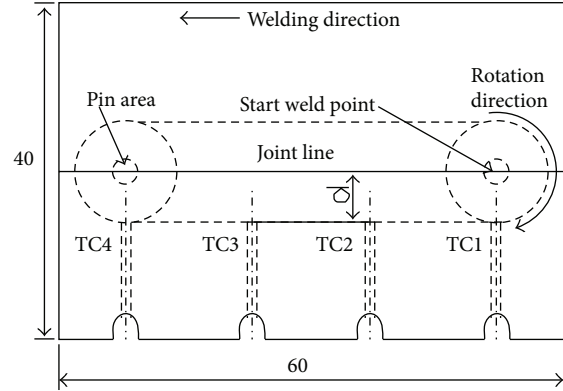 Welding direction
Pin area
Start weld point
Rotation
direction
40
Joint line
TC4
TC3
TC2
TC1
60